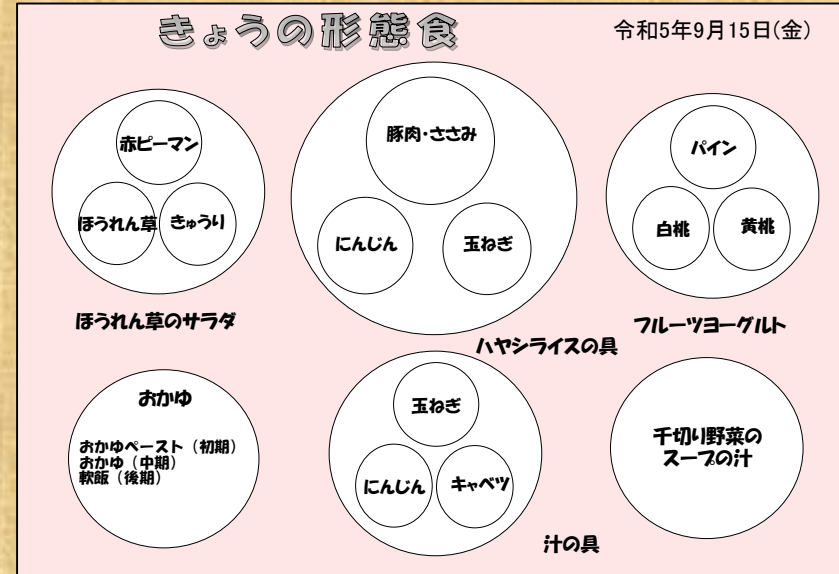 きょうの形態食
令和5年9月15日(金)
赤ピーマン
ほうれん草
きゅうり
ほうれん草のサラダ
豚肉・ささみ
にんじん
玉ねぎ
ハヤシライスの具
パイン
白桃
黄桃
フルーツヨーグルト
おかゆ
おかゆペースト（初期）
おかゆ（中期）
軟飯（後期）
玉ねぎ
にんじん
キャベツ
汁の具
千切り野菜の
スープの汁